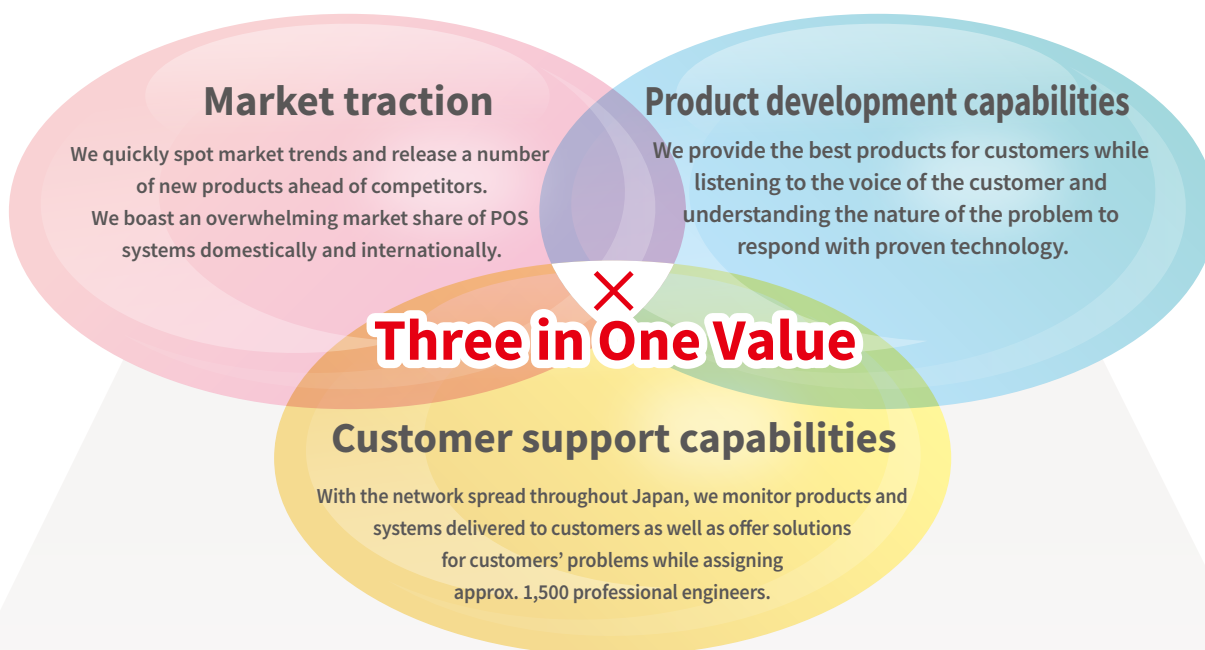 Market traction
We quickly spot market trends and release a number
of new products ahead of competitors.
We boast an overwhelming market share of POS
systems domestically and internationally.
Product development capabilities
We provide the best products for customers while
listening to the voice of the customer and
understanding the nature of the problem to
respond with proven technology.
×
Three in One Value
Customer support capabilities
With the network spread throughout Japan, we monitor products and
systems delivered to customers as well as offer solutions
for customers’ problems while assigning
approx. 1,500 professional engineers.